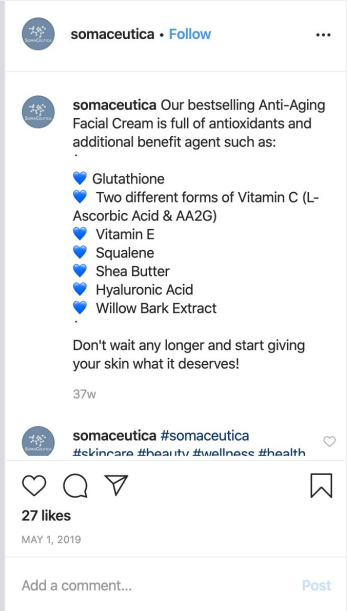 somaceutica • Follow
somaceutica Our bestselling Anti-Aging
Facial Cream is full of antioxidants and
additional benefit agent such as:
.
💙 Glutathione
💙 Two different forms of Vitamin C (L-
Ascorbic Acid & AA2G)
💙 Vitamin E
💙 Squalene
💙 Shea Butter
💙 Hyaluronic Acid
💙 Willow Bark Extract
.
Don't wait any longer and start giving
your skin what it deserves!
37w
somaceutica #somaceutica
#skincare #beauty #wellness #health
27 likes
MAY 1, 2019
Add a comment... Post